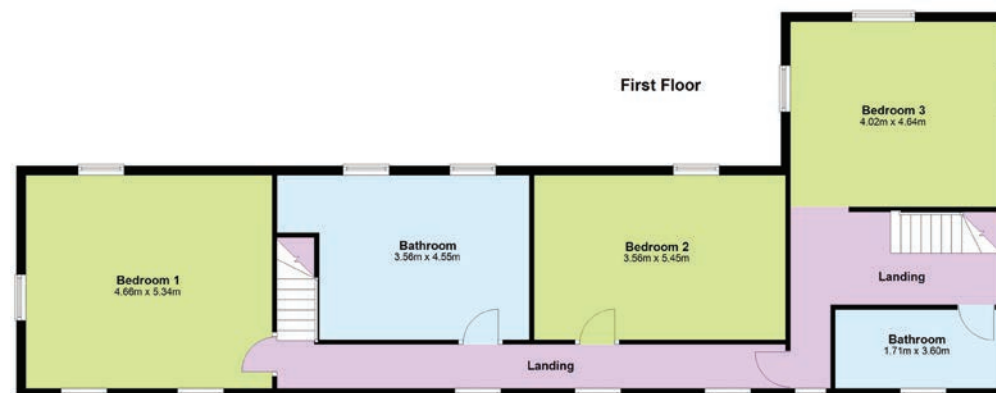 First Floor
Bedroom 3
4.02m x 4.64m
Bedroom 1
4.66m x 5.34m
Bathroom
3.56m x 4.55m
Bedroom 2
3.56m x 5.45m
Landing
Bathroom
1.71m x 3.60m
Landing